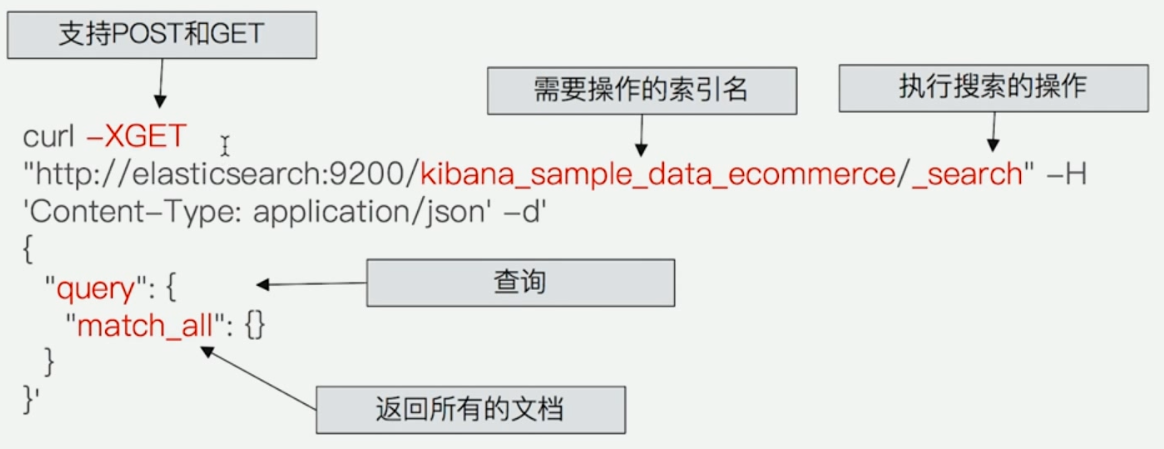 支持POST和GET
需要操作的索引名
执行搜索的操作
curl –XGET
"http://elasticsearch:9200/kibana_sample_data_ecommerce/_search" –H
'Content–Type: application/json' –d'
{
"query": {
查询
"match_all": {}
}
}'
返回所有的文档